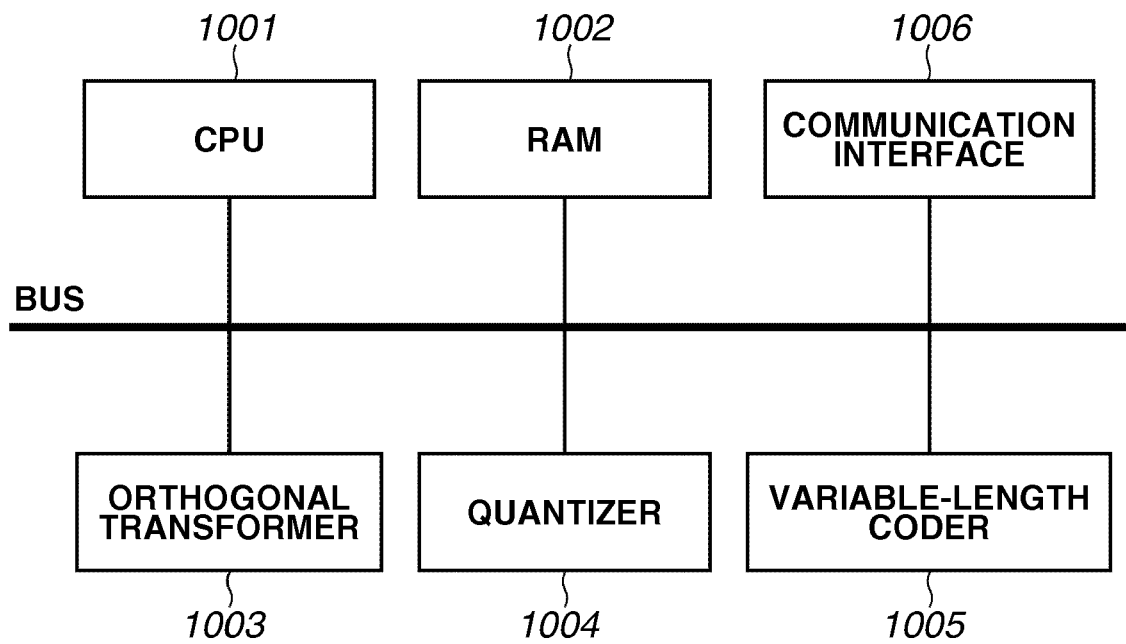 1001
1002
1006
CPU
RAM
COMMUNICATION
INTERFACE
BUS
ORTHOGONAL
TRANSFORMER
QUANTIZER
VARIABLE-LENGTH
CODER
1003
1004
1005